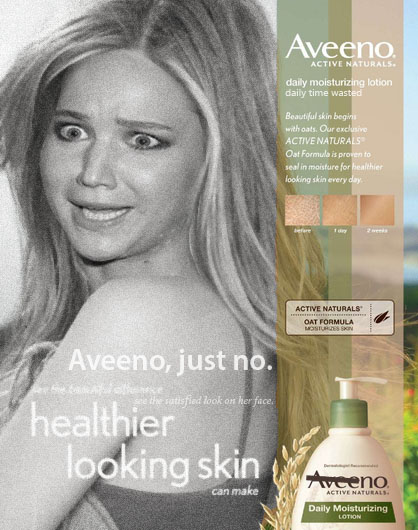 Aveeno®
ACTIVE NATURALS®
daily moisturizing lotion
daily time wasted
Beautiful skin begins
with oats. Our exclusive
ACTIVE NATURALS®
Oat Formula is proven to
seal in moisture for healthier
looking skin every day.
before 1 day 2 weeks
ACTIVE NATURALS®
OAT FORMULA
MOISTURIZES SKIN
Aveeno, just no.
see the beautiful difference
see the satisfied look on her face.
healthier
looking skin
can make
Dermatologist Recommended
Aveeno®
ACTIVE NATURALS®
Daily Moisturizing
LOTION